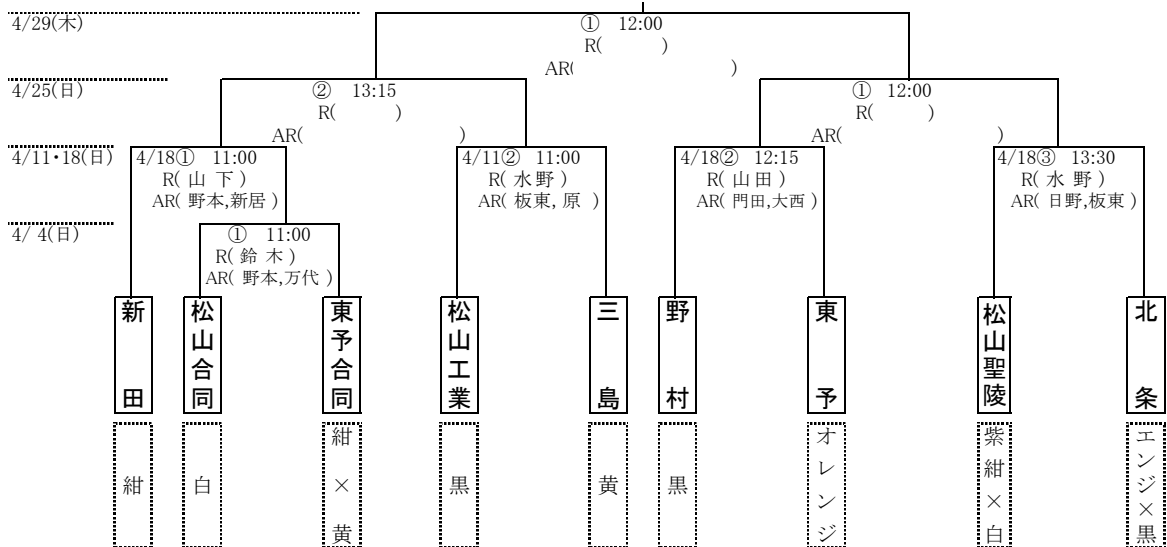 4/29(木)
① 12:00
R( )
AR( )
4/25(日)
② 13:15
R( )
AR( )
① 12:00
R( )
AR( )
4/11・18(日)
4/18① 11:00
R( 山 下 )
AR( 野本,新居 )
4/11② 11:00
R( 水野 )
AR( 板東, 原 )
4/18② 12:15
R( 山田 )
AR( 門田,大西 )
4/18③ 13:30
R( 水 野 )
AR( 日野,板東 )
4/ 4(日)
① 11:00
R( 鈴 木 )
AR( 野本,万代 )
新田
松山合同
東予合同
松山工業
三島
野村
東予
松山聖陵
北条
紺
白
紺×黄
黒
黄
黒
オレンジ
紫紺×白
エンジ×黒